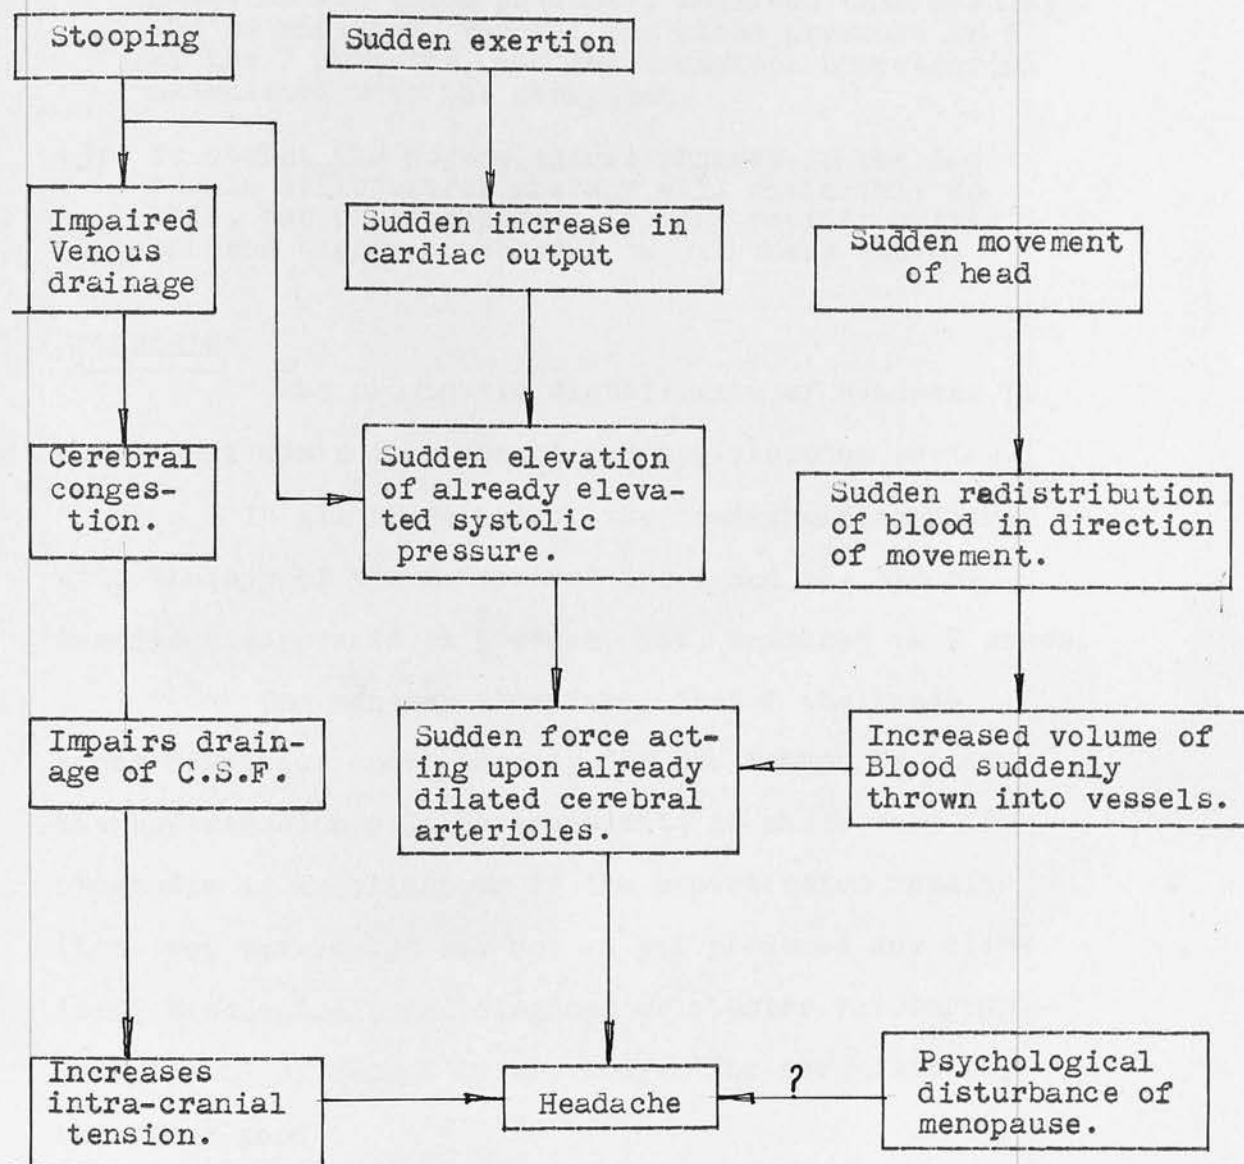 Stooping
Sudden exertion
Impaired
Venous
drainage
Sudden increase in
cardiac output
Sudden movement
of head
Cerebral
conges-
tion.
Sudden elevation
of already eleva-
ted systolic
pressure.
Sudden redistribution
of blood in direction
of movement.
Impairs drain-
age of C.S.F.
Sudden force act-
ing upon already
dilated cerebral
arterioles.
Increased volume of
Blood suddenly
thrown into vessels.
Increases
intra-cranial
tension.
Headache
?
Psychological
disturbance of
menopause.